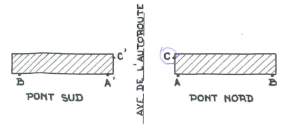 AXE DE L'AUTOROUTE
C'
C
B
A'
A
B
PONT SUD
PONT NORD